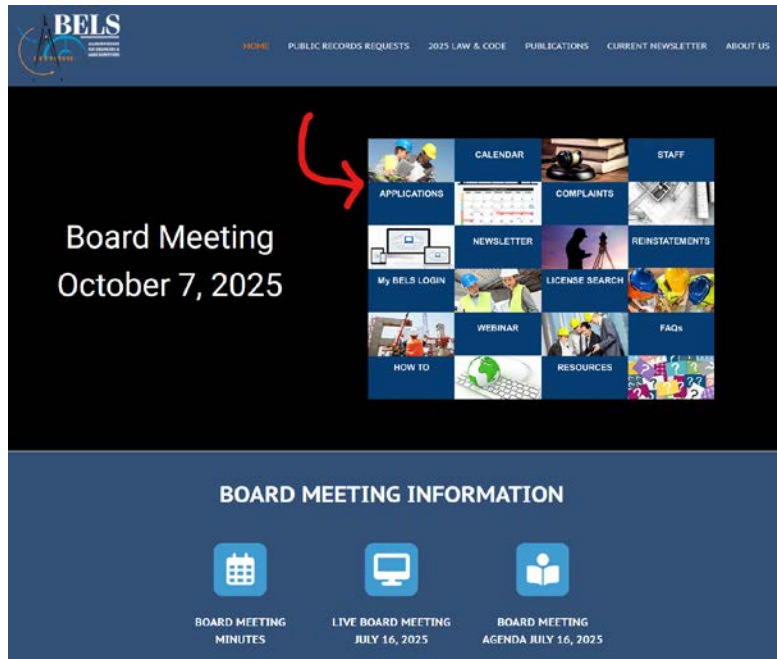 BELS
HOME PUBLIC RECORDS REQUESTS 2025 LAW & CODE PUBLICATIONS CURRENT NEWSLETTER ABOUT US
Board Meeting
October 7, 2025
CALENDAR
STAFF
APPLICATIONS
COMPLAINTS
NEWSLETTER
REINSTATEMENTS
My BELS LOGIN
LICENSE SEARCH
WEBINAR
FAQs
HOW TO
RESOURCES
BOARD MEETING INFORMATION
BOARD MEETING
MINUTES
LIVE BOARD MEETING
JULY 16, 2025
BOARD MEETING
AGENDA JULY 16, 2025